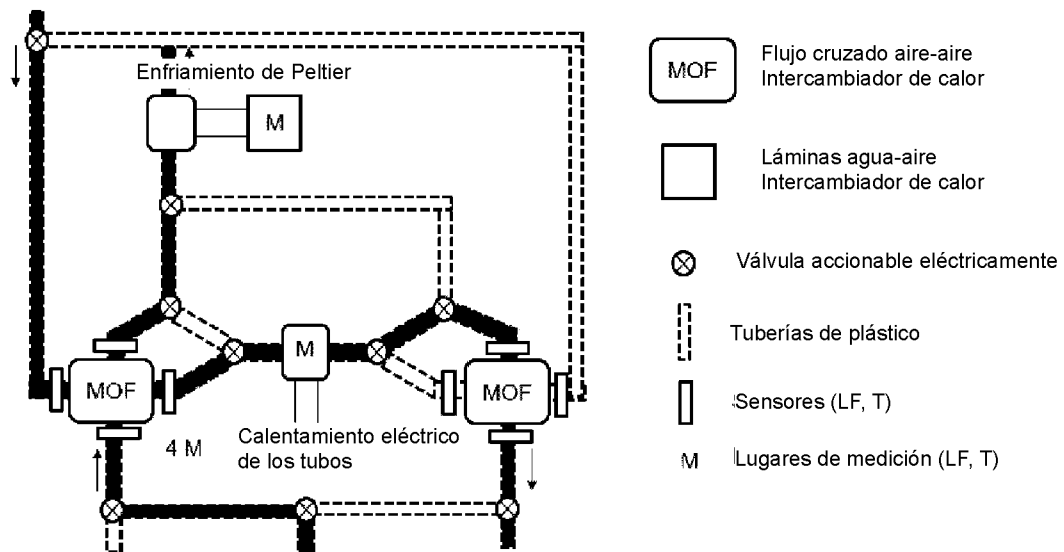 Enfriamiento de Peltier
M
MOF
M
MOF
4 M
Calentamiento eléctrico
de los tubos
MOF
Flujo cruzado aire-aire
Intercambiador de calor
Láminas agua-aire
Intercambiador de calor
Válvula accionable eléctricamente
Tuberías de plástico
Sensores (LF, T)
M
Lugares de medición (LF, T)